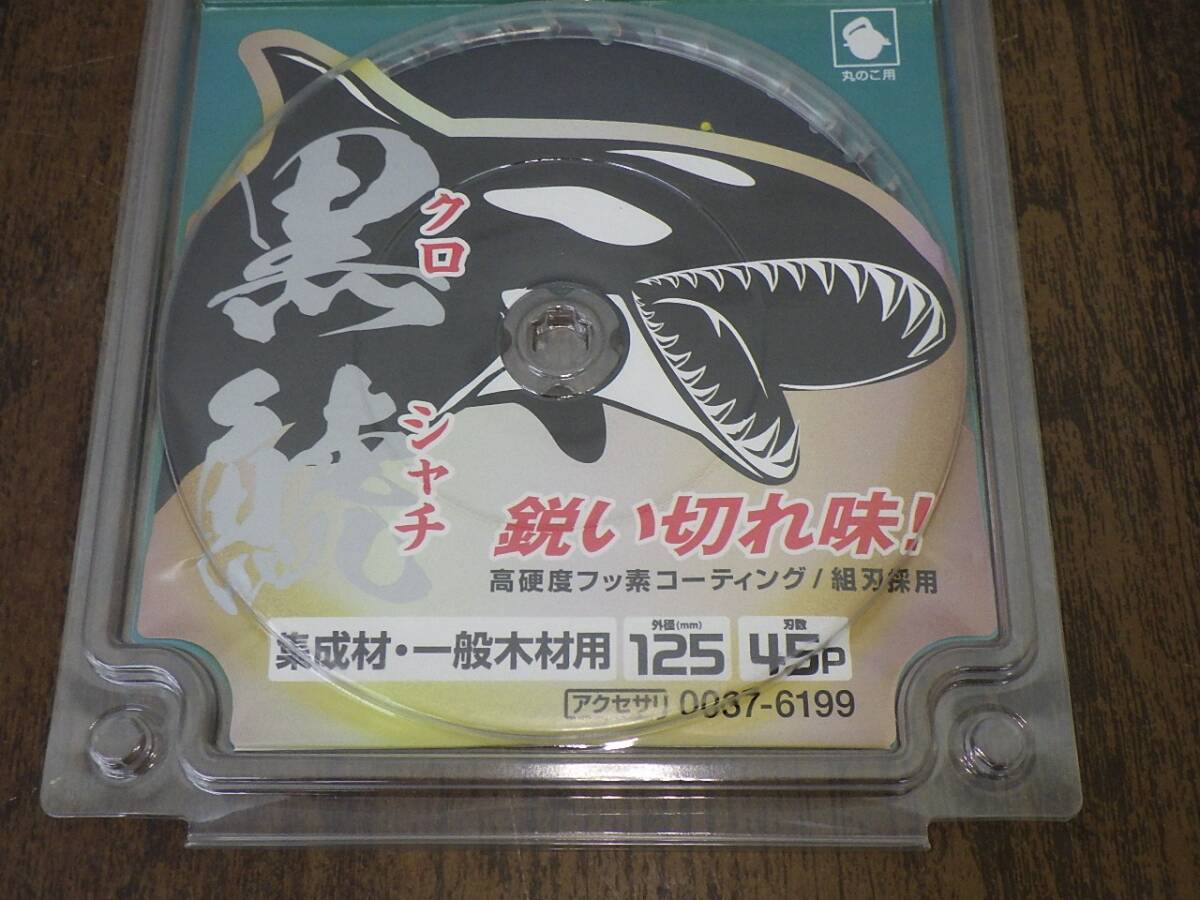 丸のこ用
黒鯱
クロ
シャチ
鋭い切れ味!
高硬度フッ素コーティング/組刃採用
集成材・一般木材用
外径(mm)
125
刃数
45P
アクセサリ 0037-6199